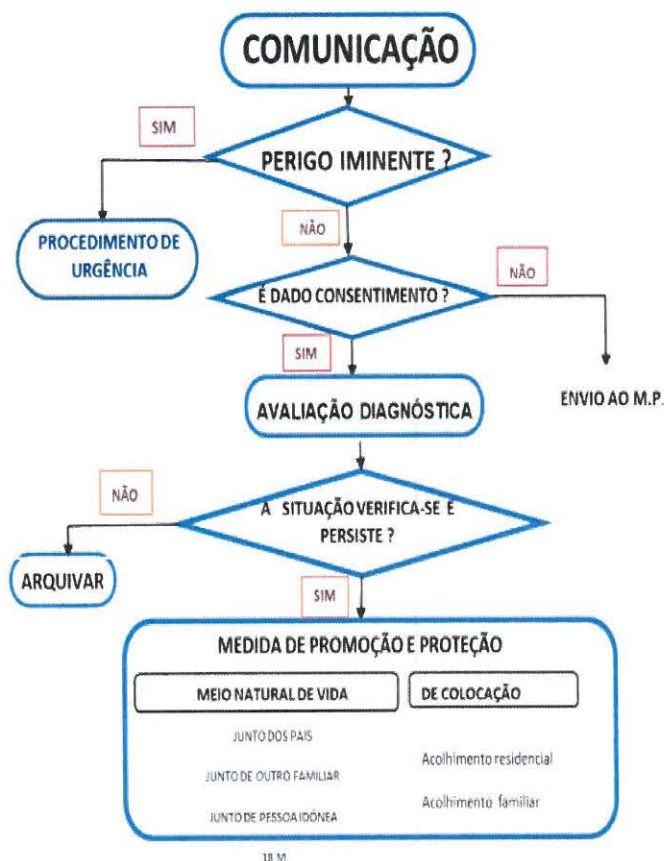 COMUNICAÇÃO
SIM
PERIGO IMINENTE ?
PROCEDIMENTO DE
URGÊNCIA
NÃO
É DADO CONSENTIMENTO ?
NÃO
SIM
ENVIO AO M.P.
AVALIAÇÃO DIAGNÓSTICA
NÃO
A SITUAÇÃO VERIFICA-SE E
PERSISTE ?
ARQUIVAR
SIM
MEDIDA DE PROMOÇÃO E PROTEÇÃO
MEIO NATURAL DE VIDA
DE COLOCAÇÃO
JUNTO DOS PAIS
Acolhimento residencial
JUNTO DE OUTRO FAMILIAR
Acolhimento familiar
JUNTO DE PESSOA IDÓNEA
18 M